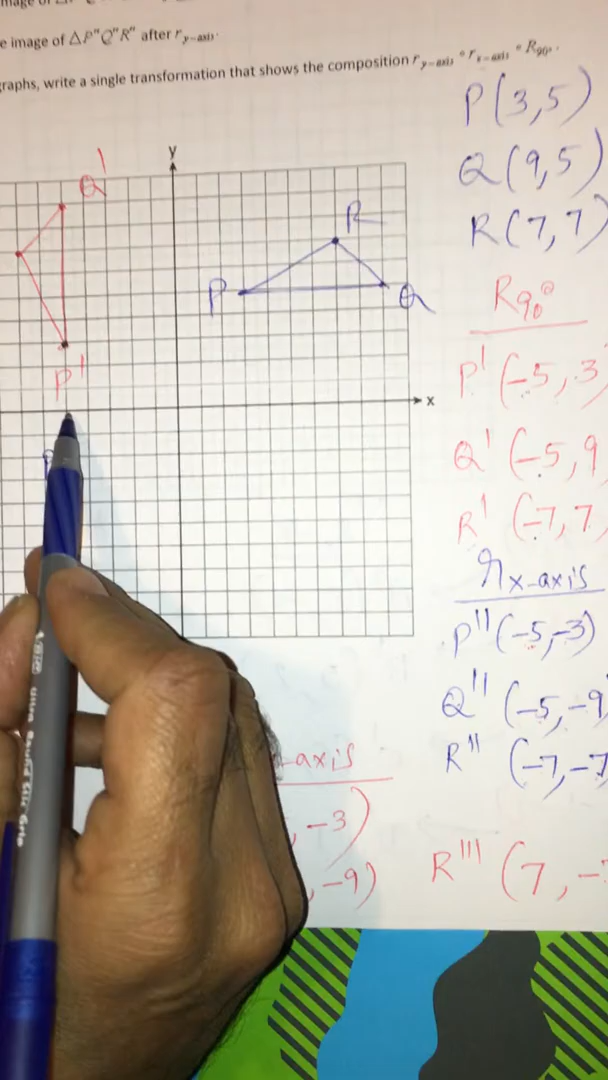 e image of △P"Q"R" after r y-axis.
graphs, write a single transformation that shows the composition r y-axis ∘ r x-axis ∘ R90°.
P(3,5)
Q(9,5)
R(7,7)
R90°
P'(-5,3
Q'(-5,9
R'(-7,7
r x-axis
P"(-5,-3)
Q"(-5,-9
R"(-7,-7
R'''(7,-
-axis
,-3)
,-9)
y
x
Q'
P'
R
P
Q
P